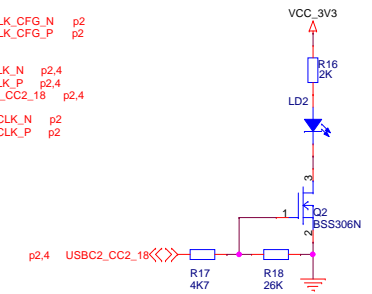 VCC_3V3
LK_CFG_N p2
LK_CFG_P p2
R16
2K
LK_N p2,4
LK_P p2,4
_CC2_18 p2,4
LD2
CLK_N p2
CLK_P p2
3
1
Q2
BSS306N
2
p2,4 USBC2_CC2_18
R17
4K7
R18
26K